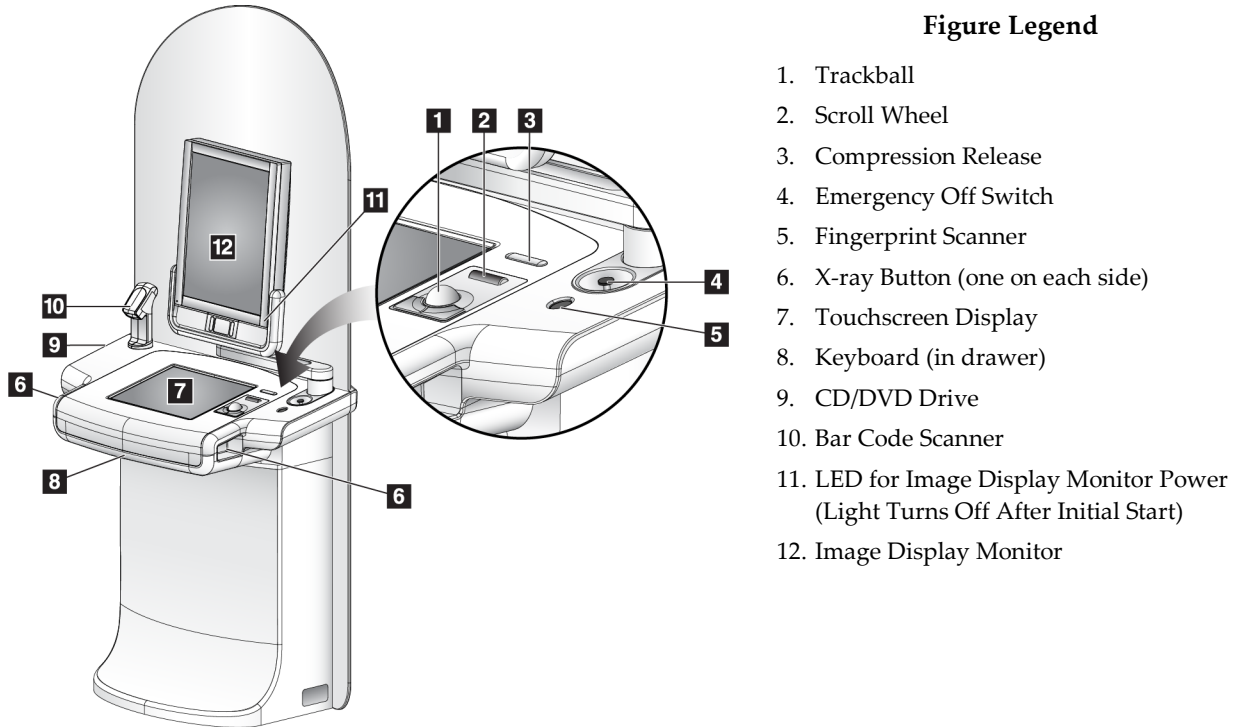 Figure Legend
1. Trackball
2. Scroll Wheel
3. Compression Release
4. Emergency Off Switch
5. Fingerprint Scanner
6. X-ray Button (one on each side)
7. Touchscreen Display
8. Keyboard (in drawer)
9. CD/DVD Drive
10. Bar Code Scanner
11. LED for Image Display Monitor Power
(Light Turns Off After Initial Start)
12. Image Display Monitor
1 2 3
11
12
10
4
9
5
6
7
8
6